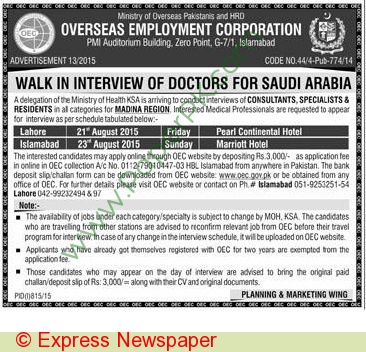 Ministry of Overseas Pakistanis and HRD
OVERSEAS EMPLOYMENT CORPORATION
PMI Auditorium Building, Zero Point, G-7/1, Islamabad
OEC
ADVERTISEMENT 13/2015 CODE NO.44/4-Pub-774/14
WALK IN INTERVIEW OF DOCTORS FOR SAUDI ARABIA
A delegation of the Ministry of Health KSA is arriving to conduct interviews of CONSULTANTS, SPECIALISTS &
RESIDENTS in all categories for MADINA REGION. Interested Medical Professionals are requested to appear
for interview as per schedule tabulated below:-
Lahore 21st August 2015 Friday Pearl Continental Hotel
Islamabad 23rd August 2015 Sunday Marriott Hotel
The interested candidates may apply online through OEC website by depositing Rs.3,000/- as application fee
in online in OEC collection A/c No. 0112-79010447-03 HBL Islamabad from anywhere in Pakistan. The bank
deposit slip/challan form can be downloaded from OEC website: www.oec.gov.pk or be obtained from any
office of OEC. For further details please visit OEC website or contact on Ph.# Islamabad 051-9253251-54
Lahore 042-99232494 & 97
Note:-
The availability of jobs under each category/specialty is subject to change by MOH, KSA. The candidates
who are travelling from other stations are advised to reconfirm relevant job from OEC before their travel
program for interview. In case of any change in the interview schedule, it will be uploaded on OEC website.
Applicants who have already got themselves registered with OEC for two years are exempted from the
application fee.
Those candidates who may appear on the day of interview are advised to bring the original paid
challan/deposit slip of Rs: 3,000/= along with their CV and original documents.
PID(I)815/15 PLANNING & MARKETING WING
© Express Newspaper